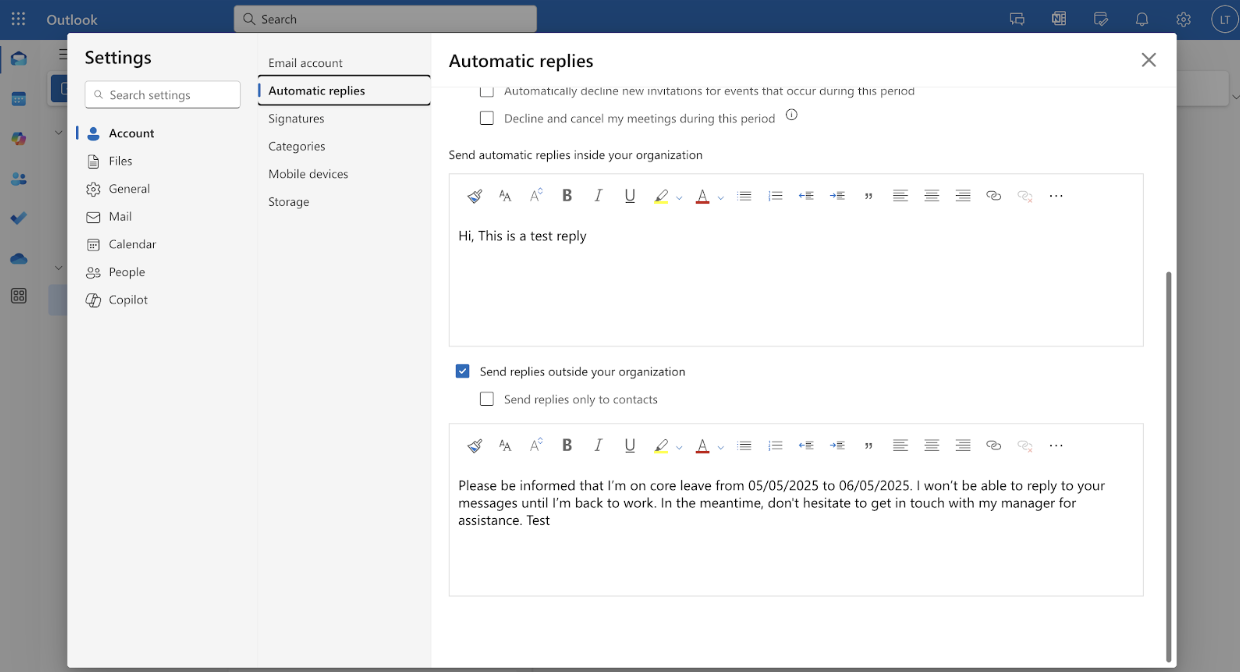 Outlook
Search
LT
Settings
Search settings
Account
Files
General
Mail
Calendar
People
Copilot
Email account
Automatic replies
Signatures
Categories
Mobile devices
Storage
Automatic replies
Automatically decline new invitations for events that occur during this period
Decline and cancel my meetings during this period
Send automatic replies inside your organization
Hi, This is a test reply
Send replies outside your organization
Send replies only to contacts
Please be informed that I’m on core leave from 05/05/2025 to 06/05/2025. I won’t be able to reply to your
messages until I’m back to work. In the meantime, don't hesitate to get in touch with my manager for
assistance. Test